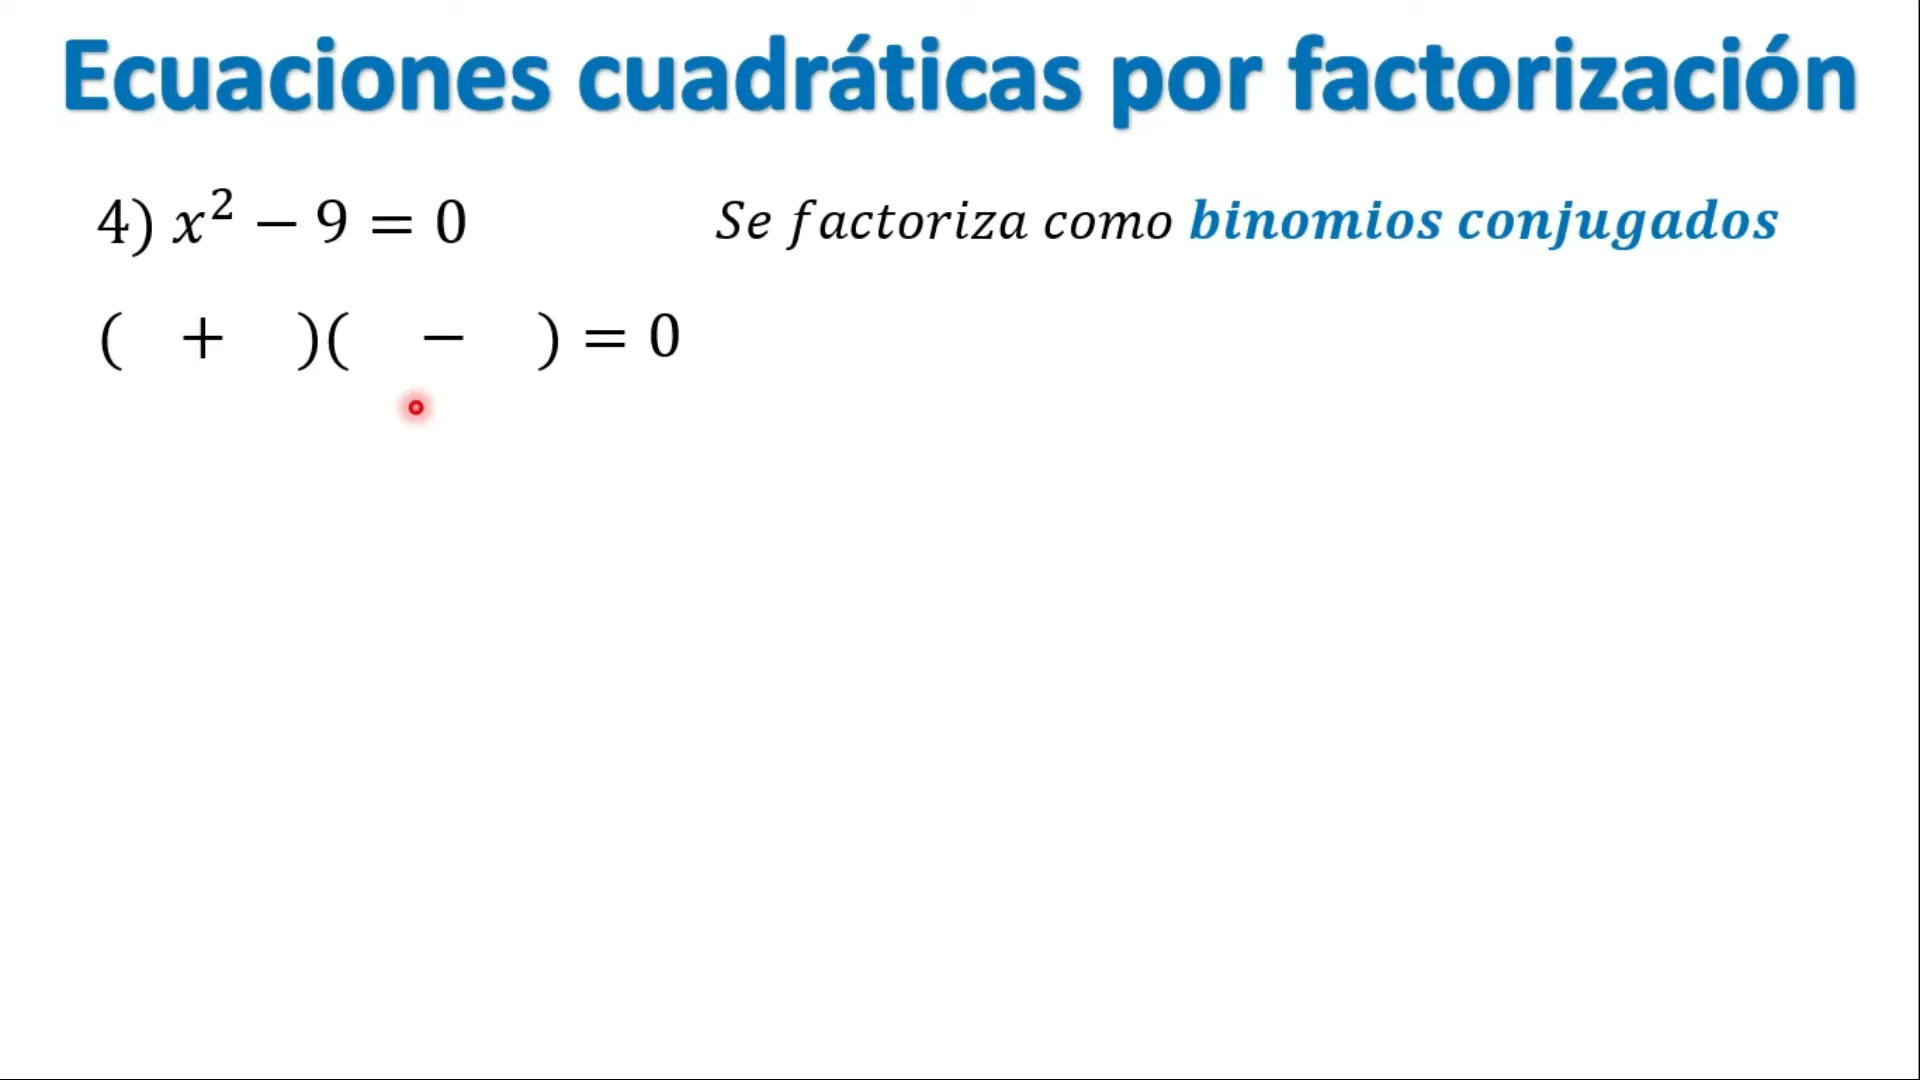 Ecuaciones cuadráticas por factorización
4) x² − 9 = 0 Se factoriza como binomios conjugados
( + )( − ) = 0